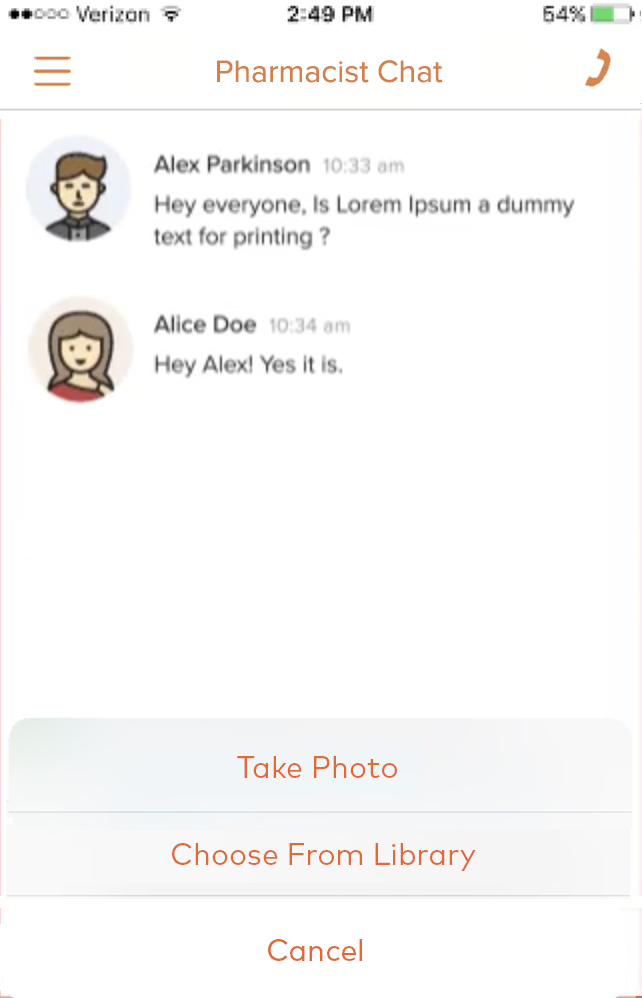 Verizon 2:49 PM 54%
Pharmacist Chat
Alex Parkinson 10:33 am
Hey everyone, Is Lorem Ipsum a dummy
text for printing ?
Alice Doe 10:34 am
Hey Alex! Yes it is.
Take Photo
Choose From Library
Cancel